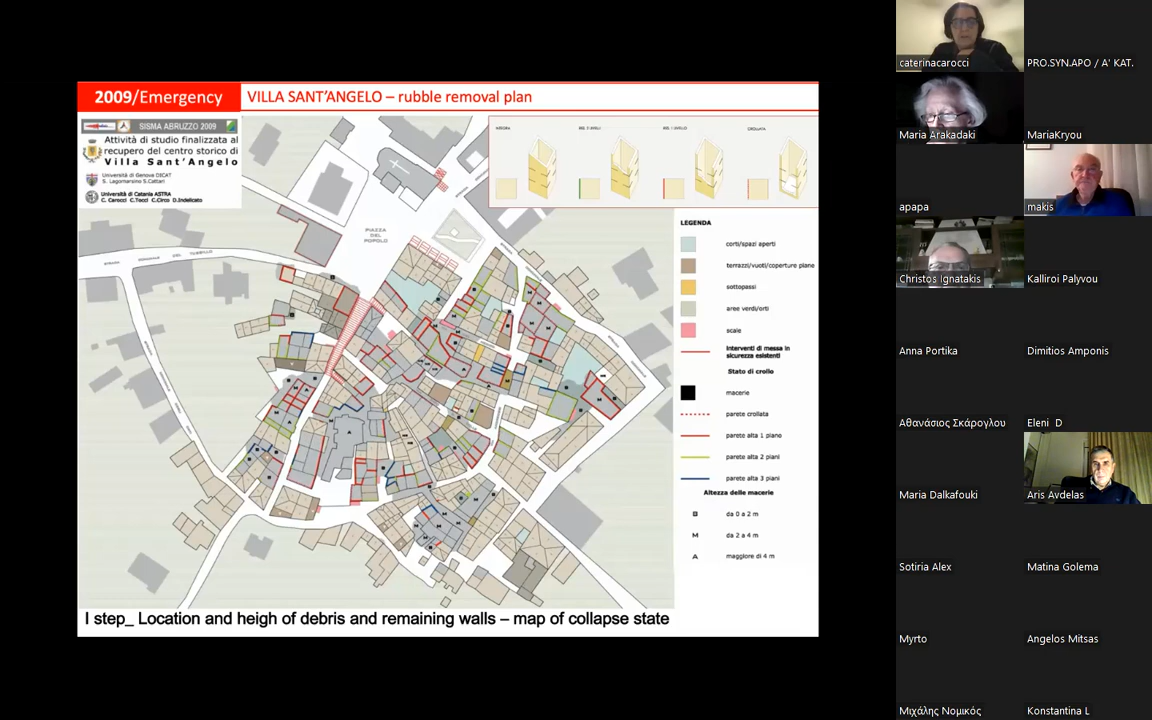 2009/Emergency
VILLA SANT'ANGELO – rubble removal plan
SISMA ABRUZZO 2009
Attività di studio finalizzata al
recupero del centro storico di
Villa Sant'Angelo
Università di Genova DICAT
S. Lagomarsino S.Cattari
Università di Catania ASTRA
C. Carocci C.Tocci C.Circo D.Indelicato
PIAZZA
DEL
POPOLO
LEGENDA
corti/spazi aperti
terrazzi/vuoti/coperture piane
sottopassi
aree verdi/orti
scale
Interventi di messa in
sicurezza esistenti
Stato di crollo
macerie
parete crollata
parete alta 1 piano
parete alta 2 piani
parete alta 3 piani
Altezza delle macerie
B
da 0 a 2 m
M
da 2 a 4 m
A
maggiore di 4 m
I step_ Location and heigh of debris and remaining walls – map of collapse state
caterinacarocci
PRO.SYN.APO / A' KAT.
Maria Arakadaki
MariaKryou
apapa
makis
Christos Ignatakis
Kalliroi Palyvou
Anna Portika
Dimitios Amponis
Αθανάσιος Σκάρογλου
Eleni D
Maria Dalkafouki
Aris Avdelas
Sotiria Alex
Matina Golema
Myrto
Angelos Mitsas
Μιχάλης Νομικός
Konstantina L